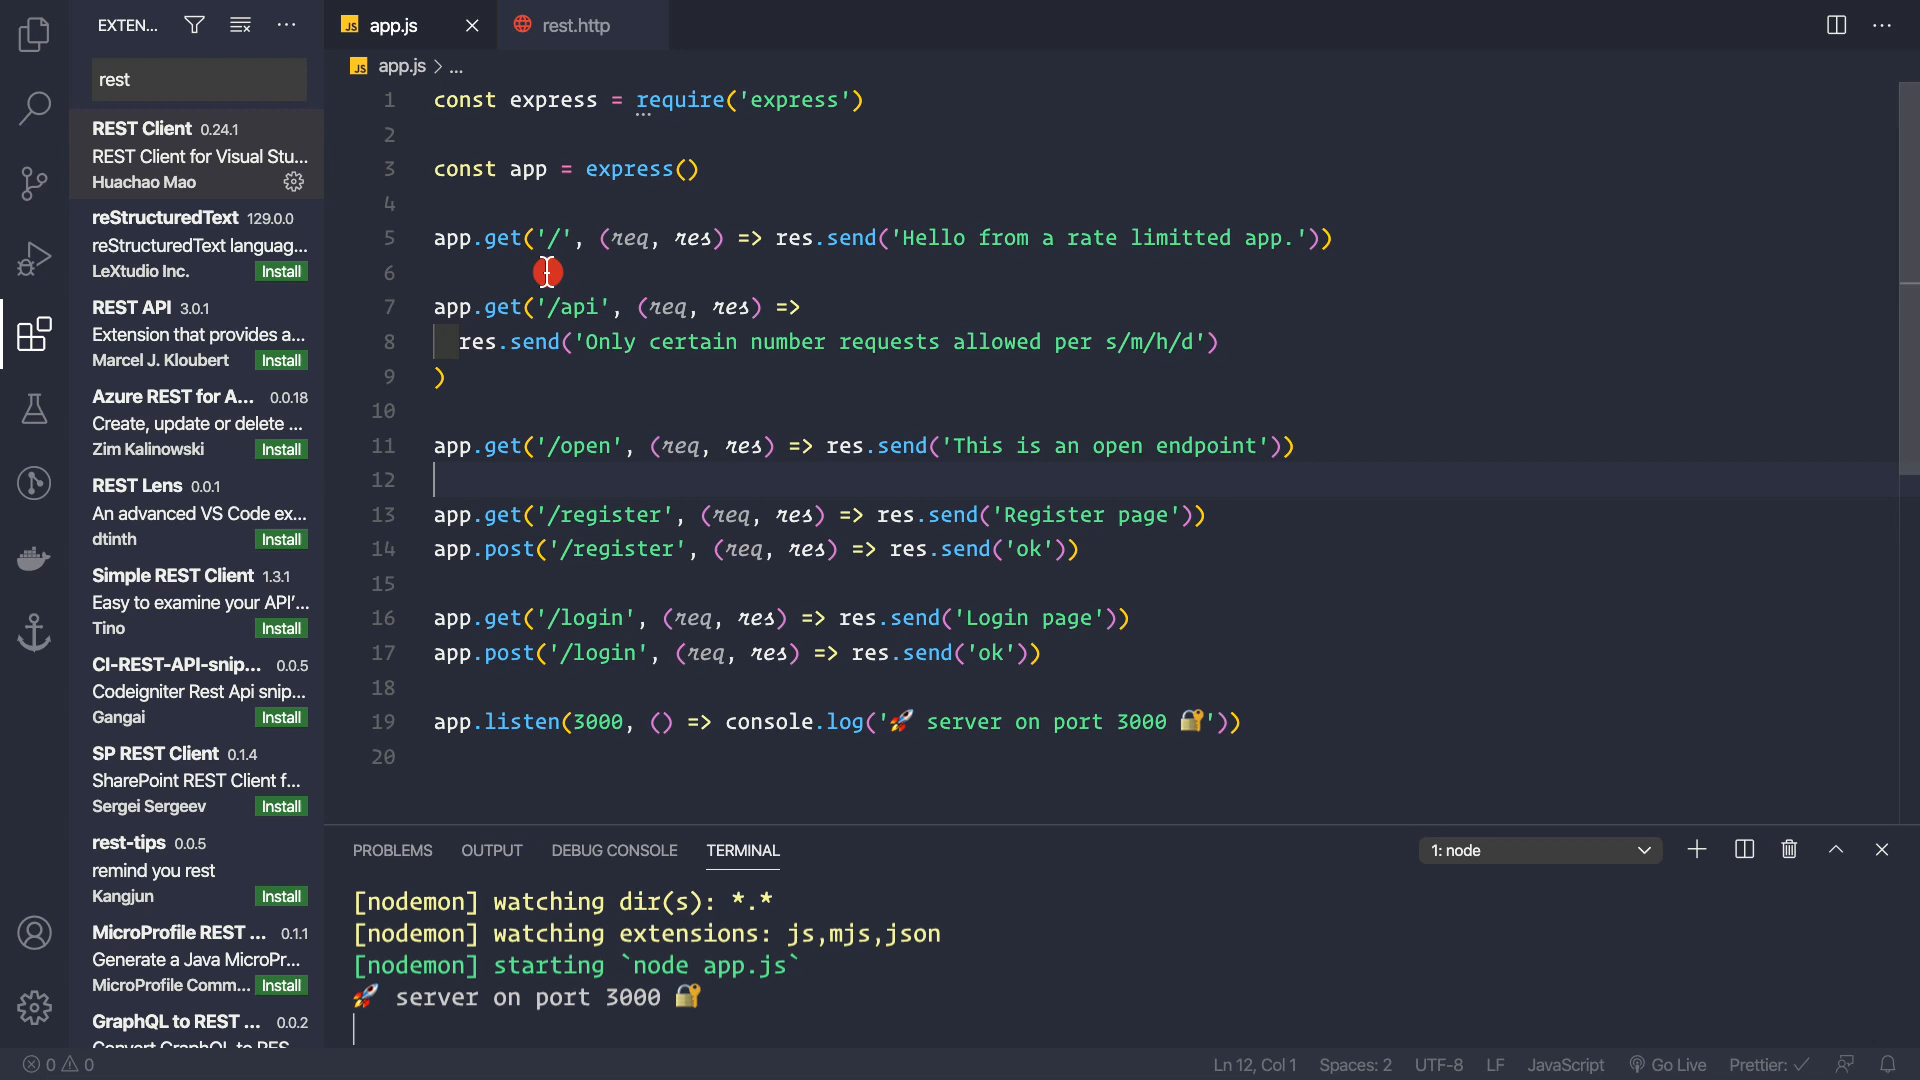 EXTEN...
rest
REST Client 0.24.1
REST Client for Visual Stu...
Huachao Mao
reStructuredText 129.0.0
reStructuredText languag...
LeXtudio Inc. Install
REST API 3.0.1
Extension that provides a...
Marcel J. Kloubert Install
Azure REST for A... 0.0.18
Create, update or delete ...
Zim Kalinowski Install
REST Lens 0.0.1
An advanced VS Code ex...
dtinth Install
Simple REST Client 1.3.1
Easy to examine your API'...
Tino Install
CI-REST-API-snip... 0.0.5
Codeigniter Rest Api snip...
Gangai Install
SP REST Client 0.1.4
SharePoint REST Client f...
Sergei Sergeev Install
rest-tips 0.0.5
remind you rest
Kangjun Install
MicroProfile REST ... 0.1.1
Generate a Java MicroPr...
MicroProfile Comm... Install
GraphQL to REST ... 0.0.2
Convert GraphQL to RES
JS app.js
rest.http
JS app.js > ...
1 const express = require('express')
2
3 const app = express()
4
5 app.get('/', (req, res) => res.send('Hello from a rate limitted app.'))
6
7 app.get('/api', (req, res) =>
8 res.send('Only certain number requests allowed per s/m/h/d')
9 )
10
11 app.get('/open', (req, res) => res.send('This is an open endpoint'))
12
13 app.get('/register', (req, res) => res.send('Register page'))
14 app.post('/register', (req, res) => res.send('ok'))
15
16 app.get('/login', (req, res) => res.send('Login page'))
17 app.post('/login', (req, res) => res.send('ok'))
18
19 app.listen(3000, () => console.log('🚀 server on port 3000 🔐'))
20
PROBLEMS OUTPUT DEBUG CONSOLE TERMINAL 1: node
[nodemon] watching dir(s): *.*
[nodemon] watching extensions: js,mjs,json
[nodemon] starting `node app.js`
🚀 server on port 3000 🔐
0 0 Ln 12, Col 1 Spaces: 2 UTF-8 LF JavaScript Go Live Prettier: ✓